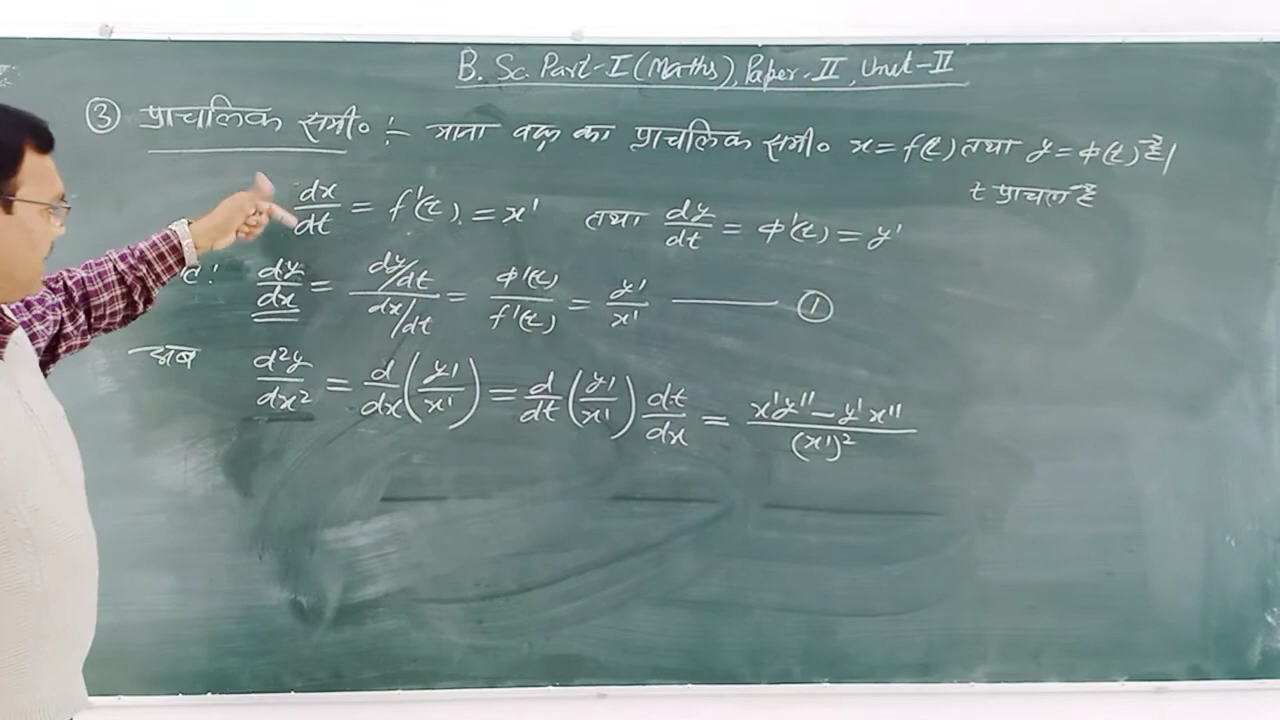 B. Sc. Part-I (Maths), Paper-II, Unit-II
③ प्राचलिक समी० :- माना वक्र का प्राचलिक समी० x = f(t) तथा y = φ(t) है।
t प्राचल है
dx/dt = f'(t) = x' तथा dy/dt = φ'(t) = y'
dy/dx = (dy/dt)/(dx/dt) = φ'(t)/f'(t) = y'/x' ——— ①
अब d²y/dx² = d/dx (y'/x') = d/dt (y'/x') dt/dx = (x'y'' - y'x'')/(x')²